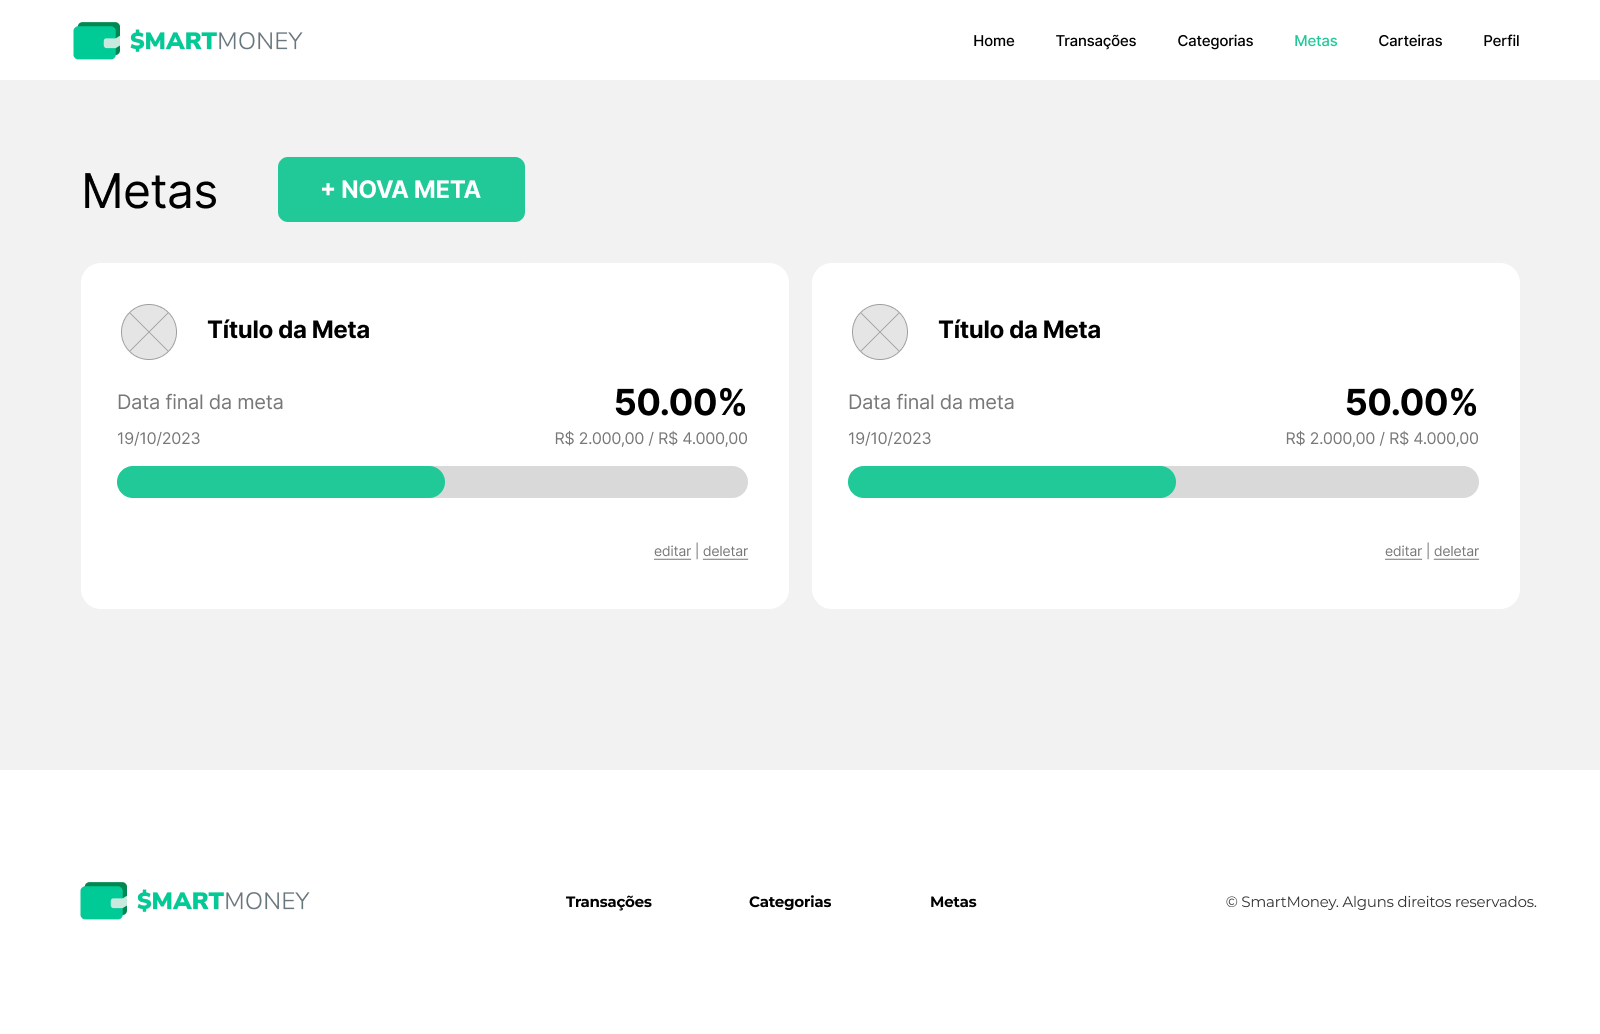 $MARTMONEY
Home Transações Categorias Metas Carteiras Perfil
Metas
+ NOVA META
Título da Meta
Data final da meta
50.00%
19/10/2023
R$ 2.000,00 / R$ 4.000,00
editar | deletar
Título da Meta
Data final da meta
50.00%
19/10/2023
R$ 2.000,00 / R$ 4.000,00
editar | deletar
$MARTMONEY
Transações Categorias Metas
© SmartMoney. Alguns direitos reservados.